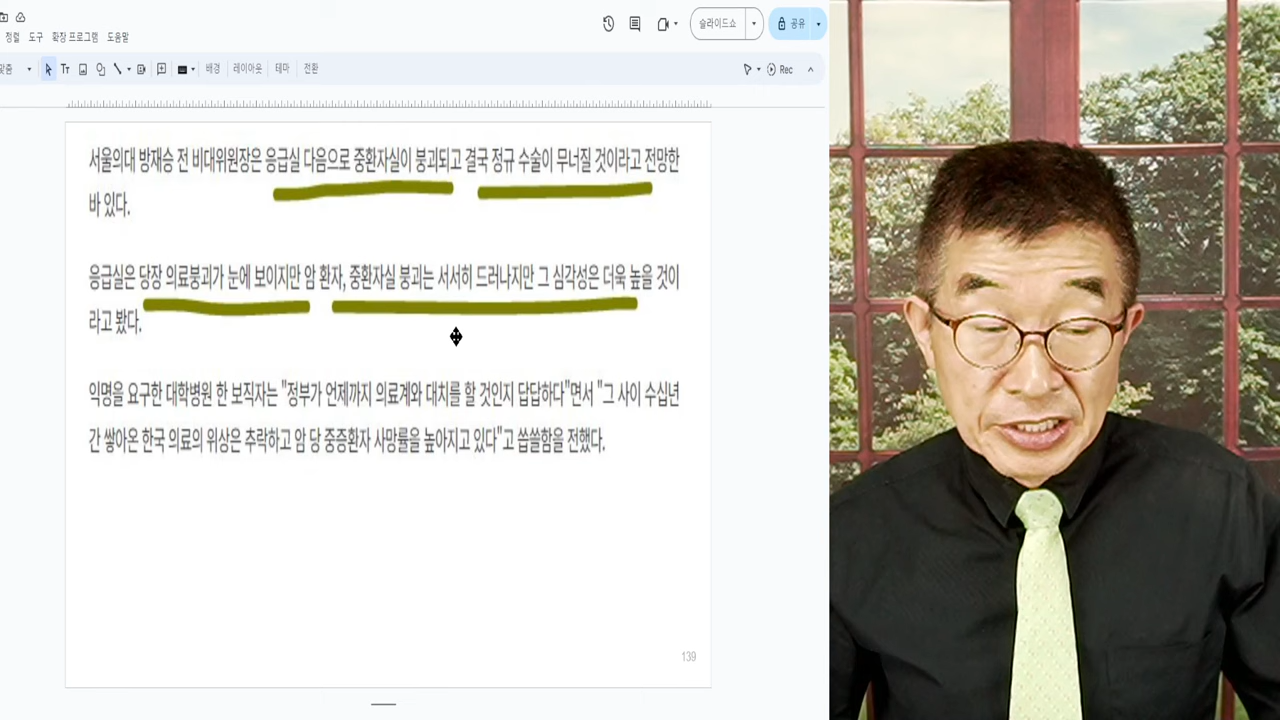 정렬 도구 확장 프로그램 도움말
슬라이드쇼
공유
맞춤
배경 레이아웃 테마 전환
Rec
서울의대 방재승 전 비대위원장은 응급실 다음으로 중환자실이 붕괴되고 결국 정규 수술이 무너질 것이라고 전망한
바 있다.
응급실은 당장 의료붕괴가 눈에 보이지만 암 환자, 중환자실 붕괴는 서서히 드러나지만 그 심각성은 더욱 높을 것이
라고 봤다.
익명을 요구한 대학병원 한 보직자는 "정부가 언제까지 의료계와 대치를 할 것인지 답답하다"면서 "그 사이 수십년
간 쌓아온 한국 의료의 위상은 추락하고 암 당 중증환자 사망률을 높아지고 있다"고 씁쓸함을 전했다.
139